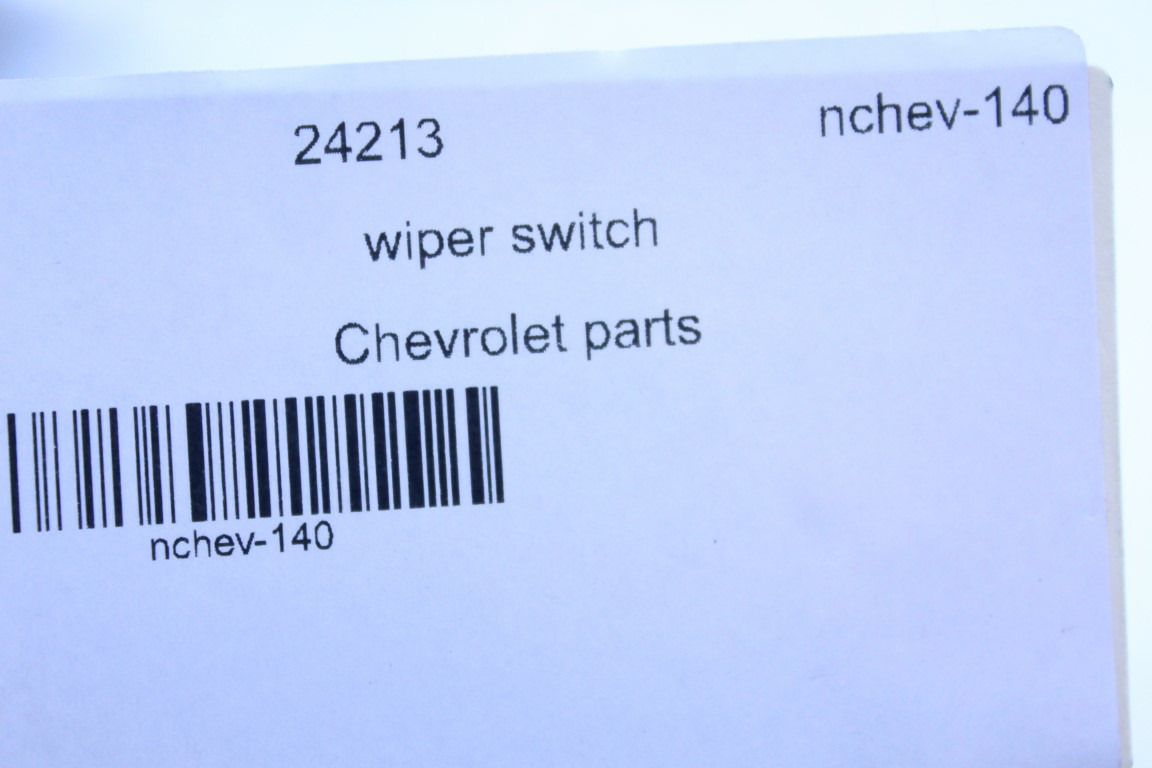 24213 nchev-140
wiper switch
Chevrolet parts
nchev-140